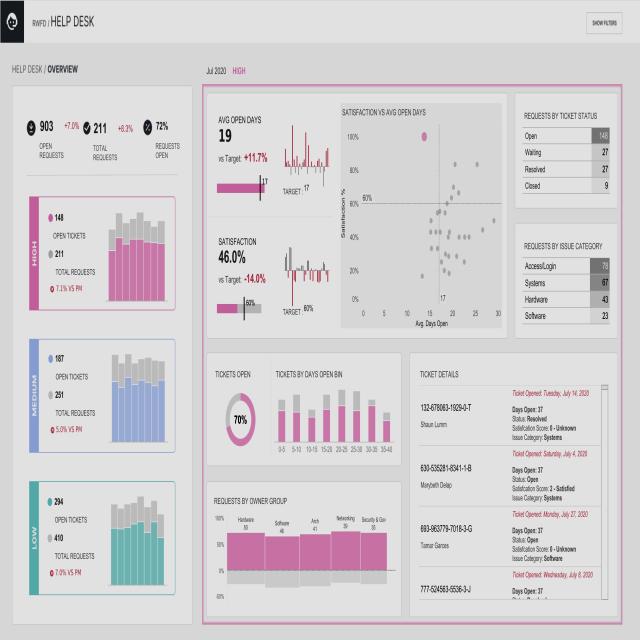 RWFD / HELP DESK
SHOW FILTERS
HELP DESK / OVERVIEW
Jul 2020 HIGH
903 +7.0%
OPEN REQUESTS
211 +8.3%
TOTAL REQUESTS
72%
REQUESTS OPEN
HIGH
148
OPEN TICKETS
211
TOTAL REQUESTS
7.1% VS PM
MEDIUM
187
OPEN TICKETS
251
TOTAL REQUESTS
5.0% VS PM
LOW
294
OPEN TICKETS
410
TOTAL REQUESTS
7.0% VS PM
AVG OPEN DAYS
19
vs Target: +11.7%
17
TARGET: 17
SATISFACTION
46.0%
vs Target: -14.0%
60%
TARGET: 60%
SATISFACTION VS AVG OPEN DAYS
Satisfaction %
100%
80%
60%
60%
40%
20%
0%
17
0 5 10 15 20 25 30
Avg. Days Open
REQUESTS BY TICKET STATUS
Open 148
Waiting 27
Resolved 27
Closed 9
REQUESTS BY ISSUE CATEGORY
Access/Login 78
Systems 67
Hardware 43
Software 23
TICKETS OPEN
70%
TICKETS BY DAYS OPEN BIN
0-5 5-10 10-15 15-20 20-25 25-30 30-35 35-40
REQUESTS BY OWNER GROUP
100%
50%
0%
Hardware
Software
Arch
41
Networking
39
Security & Gov
TICKET DETAILS
132-678063-1929-0-T
Shaun Lumm
Ticket Opened: Tuesday, July 14, 2020
Days Open: 37
Status: Resolved
Satisfcation Score: 0 - Unknown
Issue Category: Systems
630-535281-8341-1-B
Marybeth Delap
Ticket Opened: Saturday, July 4, 2020
Days Open: 37
Status: Open
Satisfcation Score: 2 - Satisfied
Issue Category: Systems
693-963779-7018-3-G
Tamar Garces
Ticket Opened: Monday, July 27, 2020
Days Open: 37
Status: Open
Satisfcation Score: 0 - Unknown
Issue Category: Software
777-524563-5536-3-J
Ticket Opened: Wednesday, July 8, 2020
Days Open: 37